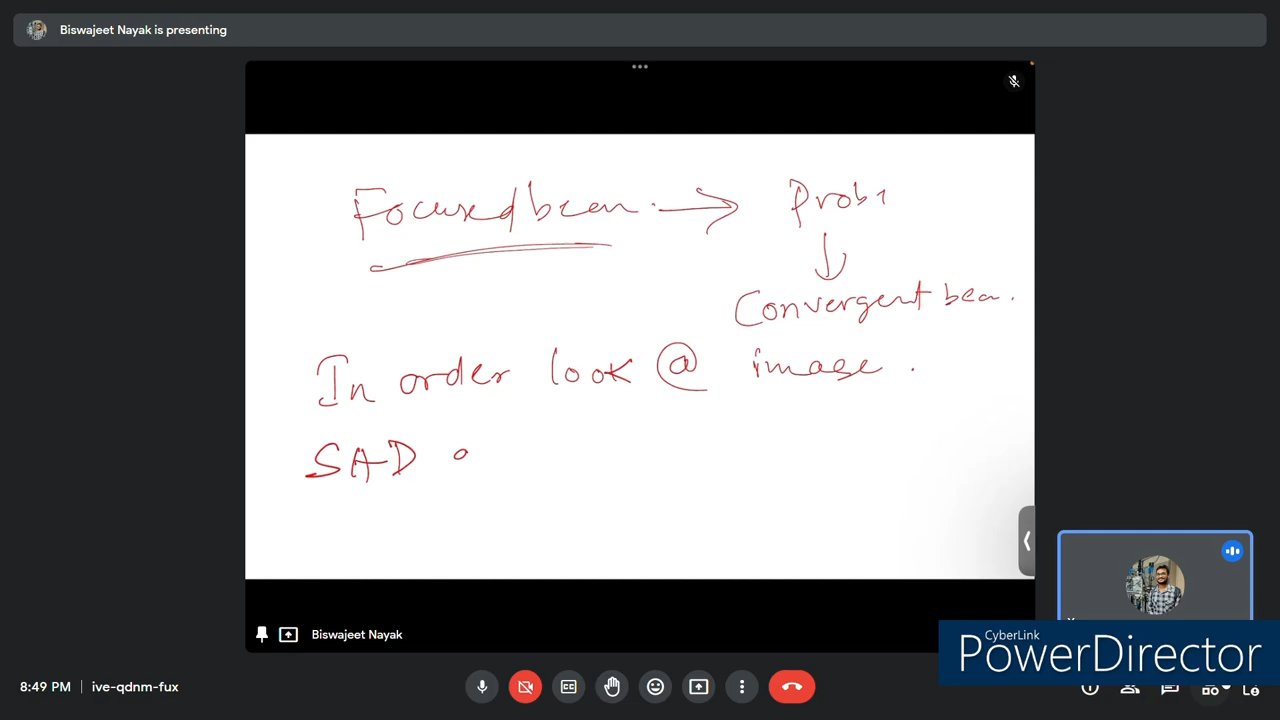 Biswajeet Nayak is presenting
Focused beam → Probe
↓
Convergent beam.
In order look @ image.
SAD
Biswajeet Nayak
CyberLink
PowerDirector
8:49 PM
ive-qdnm-fux